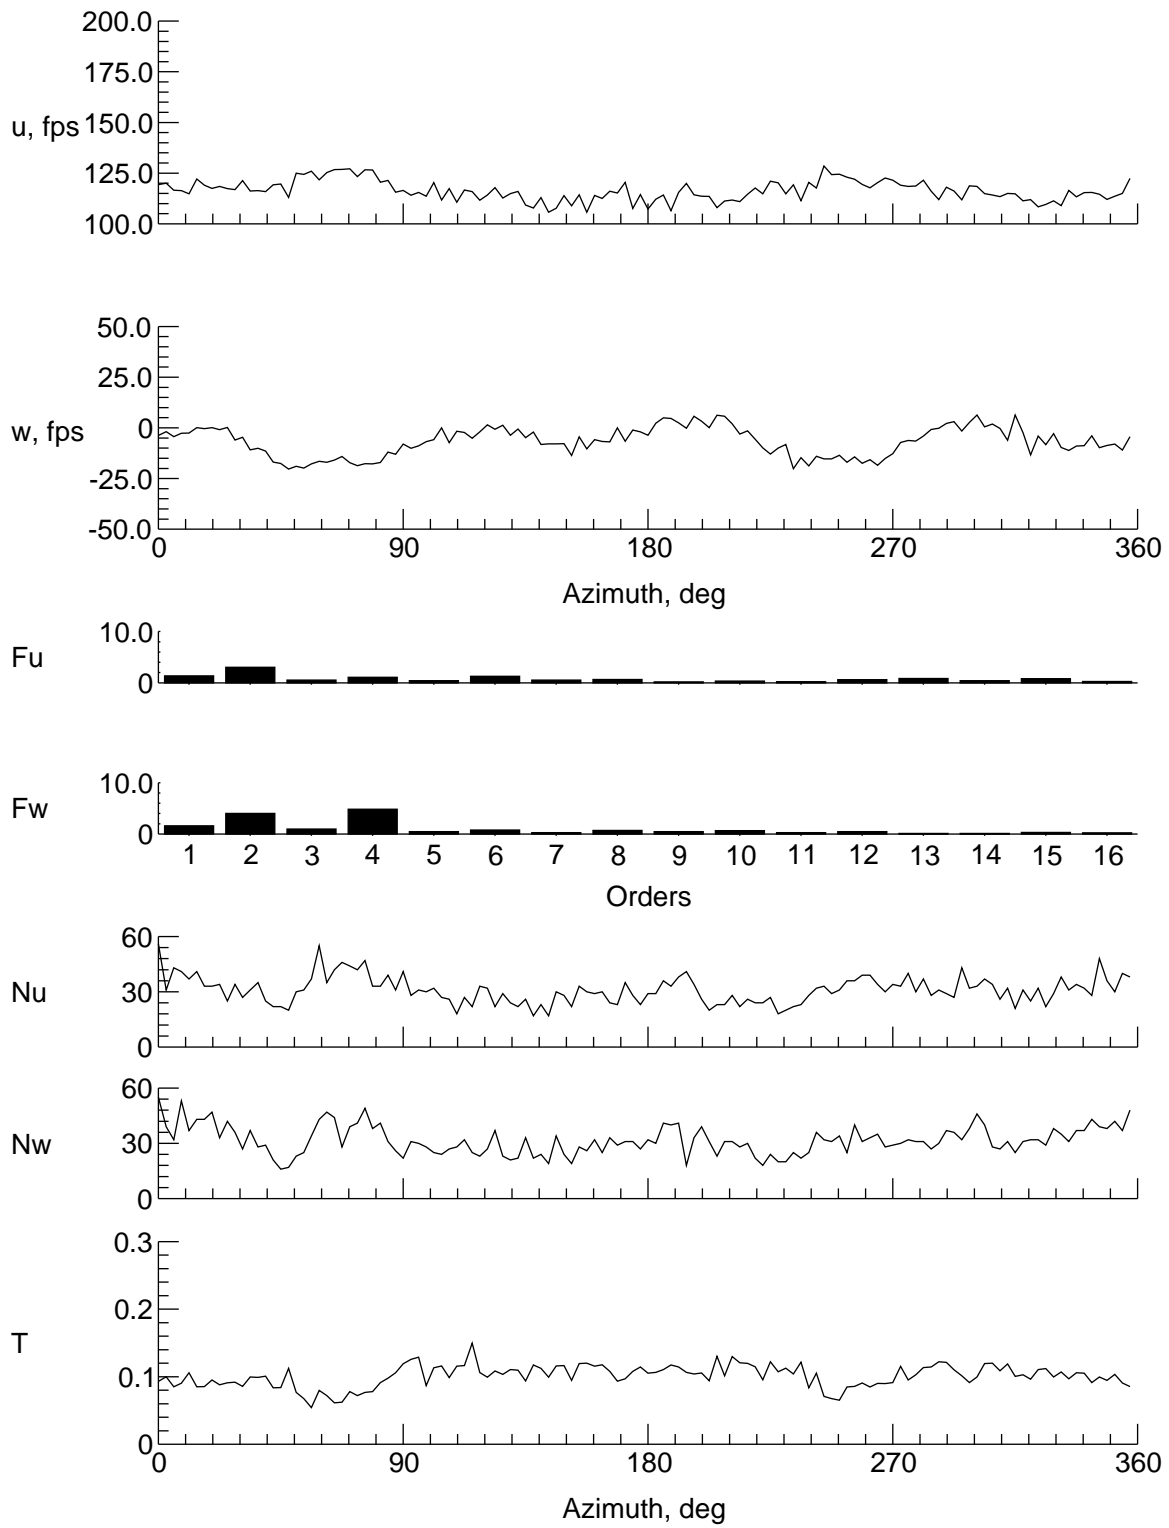 200.0
175.0
u, fps 150.0
125.0
100.0
50.0
25.0
w, fps 0
-25.0
-50.0
0 90 180 270 360
Azimuth, deg
10.0
Fu
0
10.0
Fw
0
1 2 3 4 5 6 7 8 9 10 11 12 13 14 15 16
Orders
60
Nu 30
0
60
Nw 30
0
0.3
0.2
T
0.1
0
0 90 180 270 360
Azimuth, deg